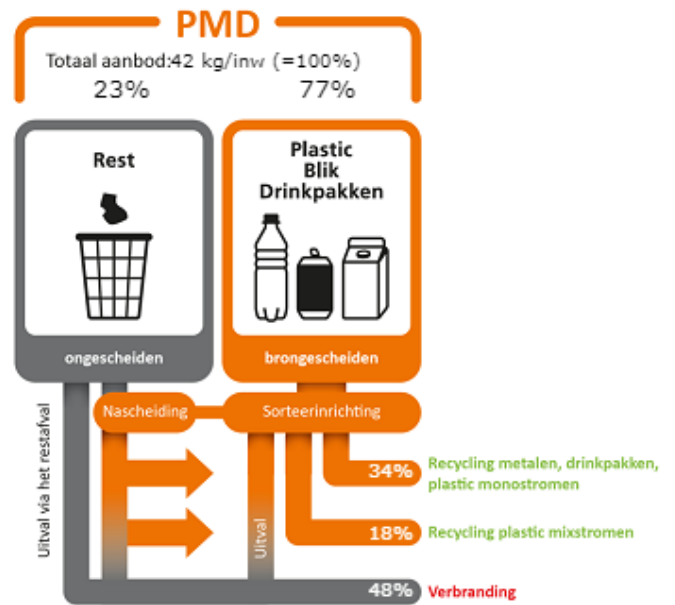 PMD
Totaal aanbod:42 kg/inw (=100%)
23% 77%
Rest
Plastic
Blik
Drinkpakken
ongescheiden
brongescheiden
Nascheiding
Sorteerinrichting
Uitval via het restafval
Uitval
34% Recycling metalen, drinkpakken,
plastic monostromen
18% Recycling plastic mixstromen
48% Verbranding